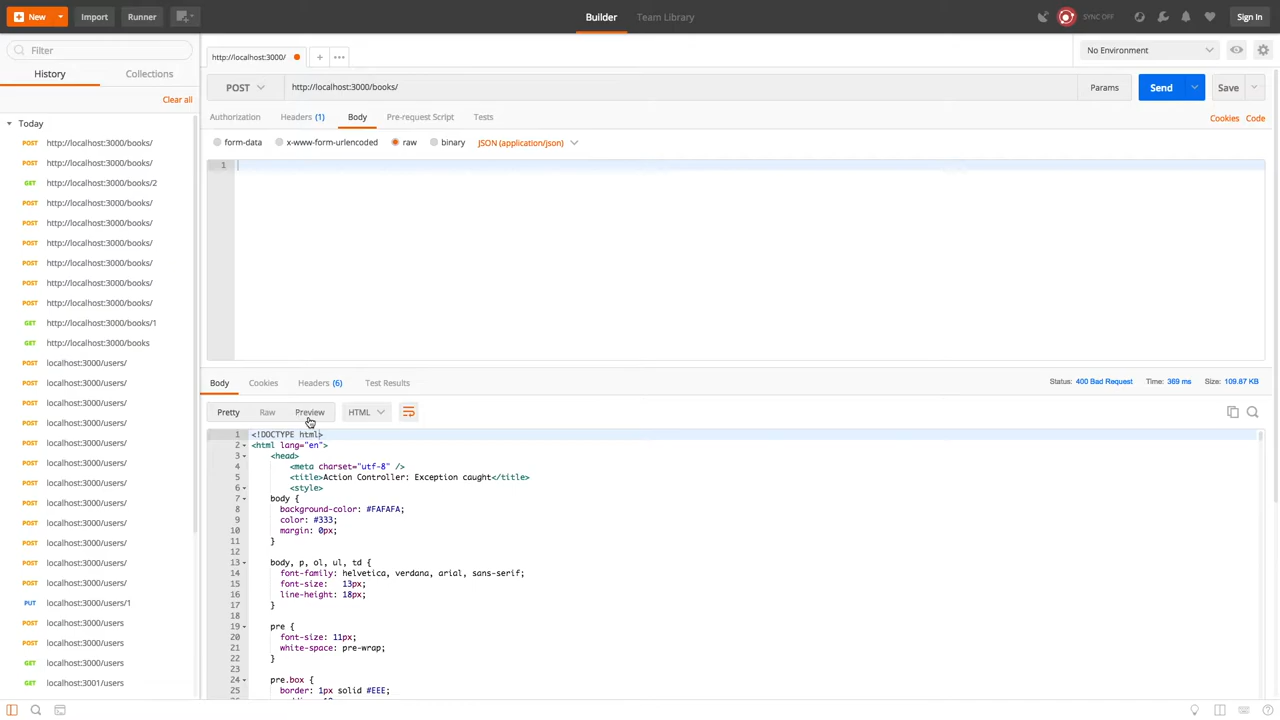 New
Import
Runner
Builder
Team Library
SYNC OFF
Sign In
Filter
History
Collections
Clear all
Today
POST http://localhost:3000/books/
POST http://localhost:3000/books/
GET http://localhost:3000/books/2
POST http://localhost:3000/books/
POST http://localhost:3000/books/
POST http://localhost:3000/books/
POST http://localhost:3000/books/
POST http://localhost:3000/books/
POST http://localhost:3000/books/
GET http://localhost:3000/books/1
GET http://localhost:3000/books
POST localhost:3000/users/
POST localhost:3000/users/
POST localhost:3000/users/
POST localhost:3000/users/
POST localhost:3000/users/
POST localhost:3000/users/
POST localhost:3000/users/
POST localhost:3000/users/
POST localhost:3000/users/
POST localhost:3000/users/
POST localhost:3000/users/
POST localhost:3000/users/
PUT localhost:3000/users/1
POST localhost:3000/users
POST localhost:3000/users
GET localhost:3000/users
GET localhost:3001/users
http://localhost:3000/
No Environment
POST http://localhost:3000/books/
Params
Send
Save
Authorization Headers (1) Body Pre-request Script Tests
Cookies Code
form-data x-www-form-urlencoded raw binary JSON (application/json)
1
Body Cookies Headers (6) Test Results
Status: 400 Bad Request Time: 369 ms Size: 109.87 KB
Pretty Raw Preview HTML
1 <!DOCTYPE html>
2 <html lang="en">
3 <head>
4 <meta charset="utf-8" />
5 <title>Action Controller: Exception caught</title>
6 <style>
7 body {
8 background-color: #FAFAFA;
9 color: #333;
10 margin: 0px;
11 }
12
13 body, p, ol, ul, td {
14 font-family: helvetica, verdana, arial, sans-serif;
15 font-size: 13px;
16 line-height: 18px;
17 }
18
19 pre {
20 font-size: 11px;
21 white-space: pre-wrap;
22 }
23
24 pre.box {
25 border: 1px solid #EEE;